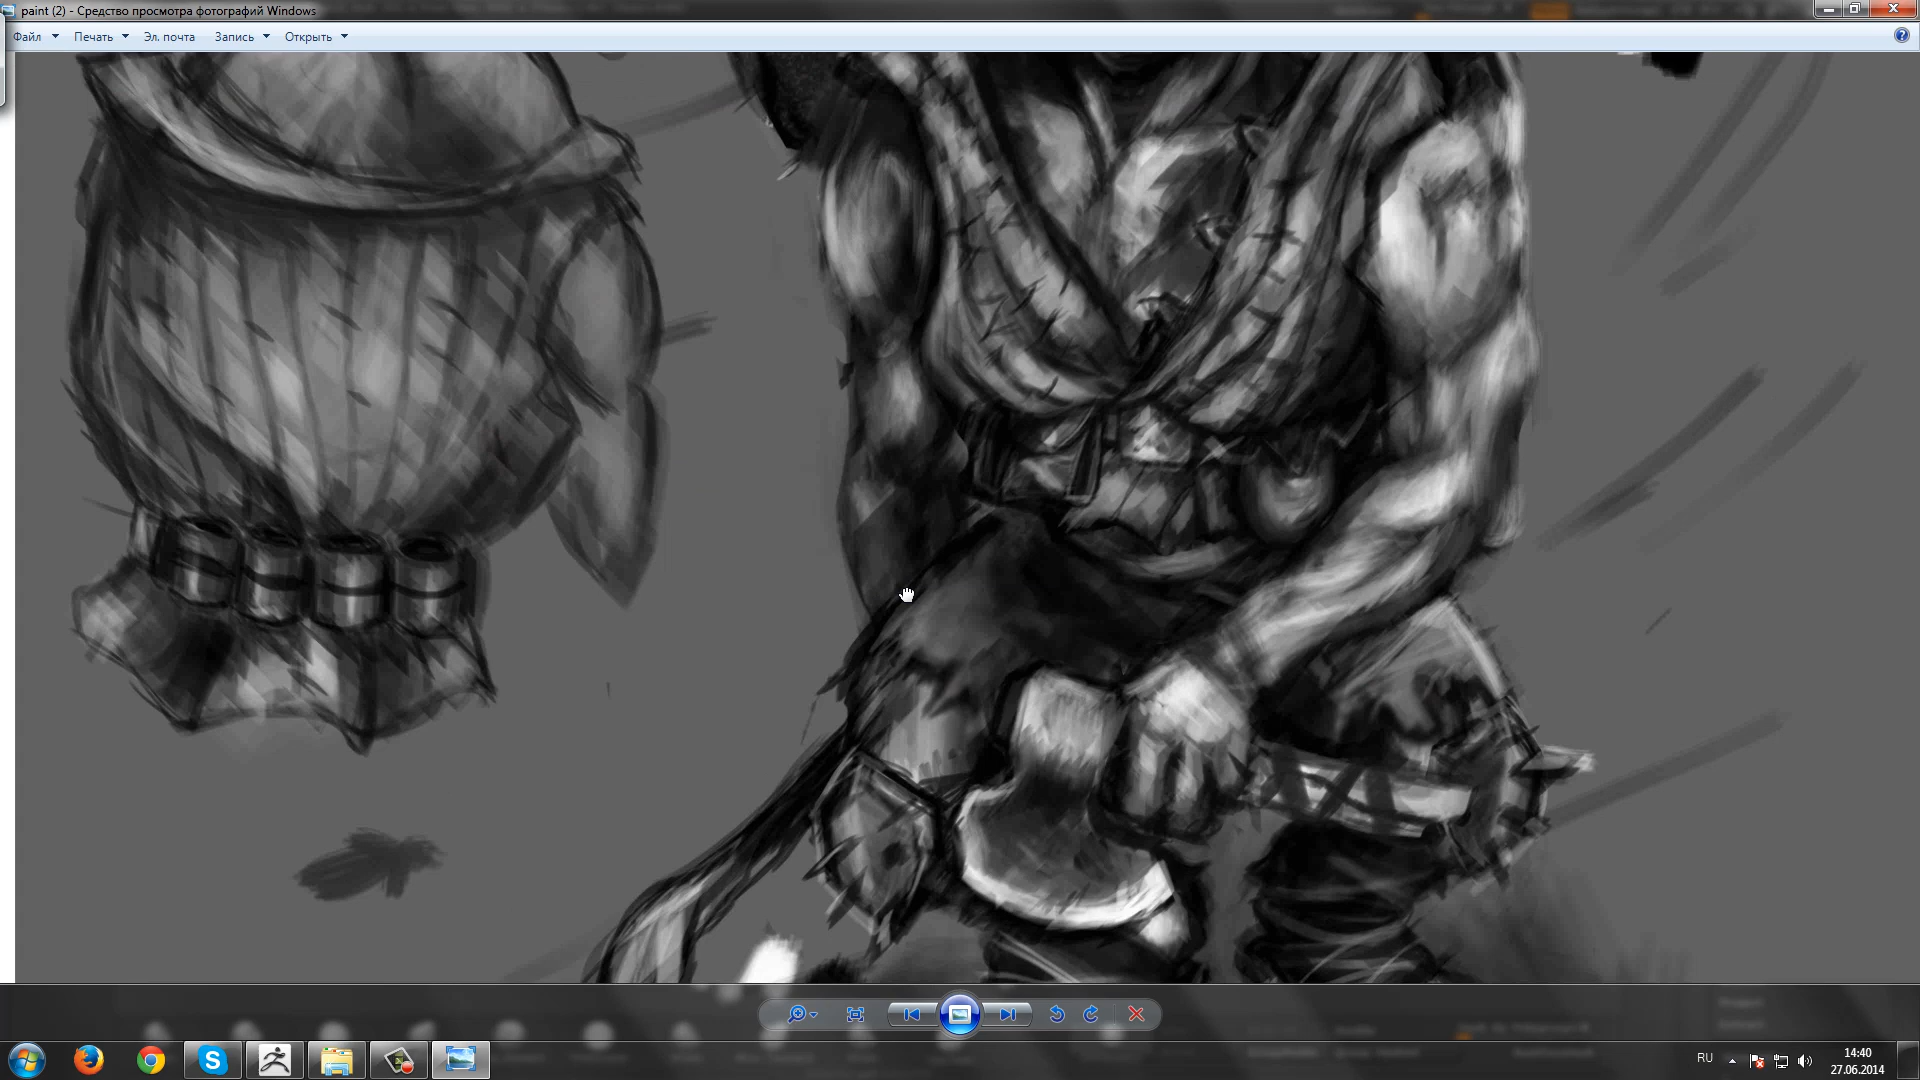 paint (2) - Средство просмотра фотографий Windows
Файл Печать Эл. почта Запись Открыть
RU
14:40
27.06.2014